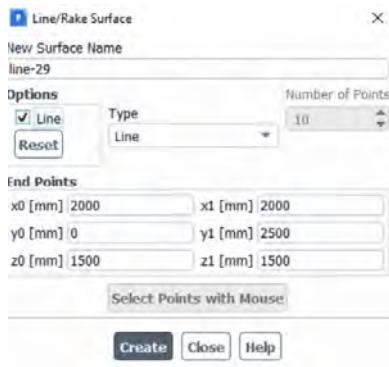 Line/Rake Surface
New Surface Name
line-29
Options
Number of Points
Line
Type
10
Reset
Line
End Points
x0 [mm] 2000 x1 [mm] 2000
y0 [mm] 0 y1 [mm] 2500
z0 [mm] 1500 z1 [mm] 1500
Select Points with Mouse
Create Close Help